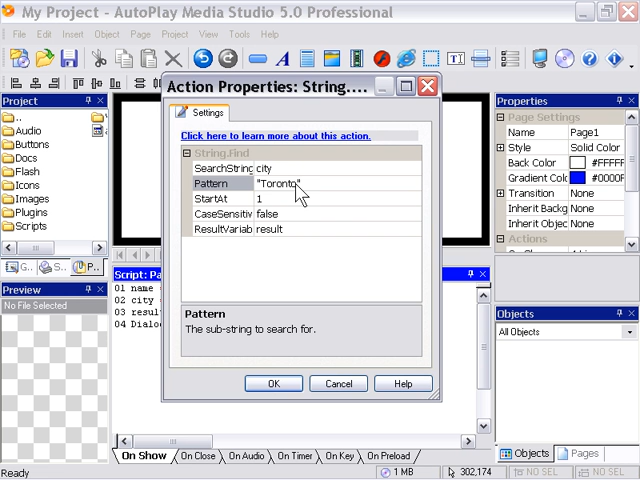 My Project - AutoPlay Media Studio 5.0 Professional
File Edit Insert Object Page Project Publish View Tools Help
Project
..
Audio
Buttons
Docs
Flash
Icons
Images
Plugins
Scripts
G...
S...
P...
Preview
No File Selected
Action Properties: String....
Settings
Click here to learn more about this action.
String.Find
SearchString city
Pattern "Toronto"
StartAt 1
CaseSensitiv false
ResultVariab result
Pattern
The sub-string to search for.
OK Cancel Help
Script: Pa
01 name =
02 city =
03 resul
04 Dialo
On Show On Close On Audio On Timer On Key On Preload
Properties
Page Settings
Name Page1
Style Solid Color
Back Color #FFFFF
Gradient Colo #0000F
Transition None
Inherit Backg None
Inherit Objec None
Actions
Objects
All Objects
Objects Pages
Ready
1 MB
302,174
NO SEL
NO SEL